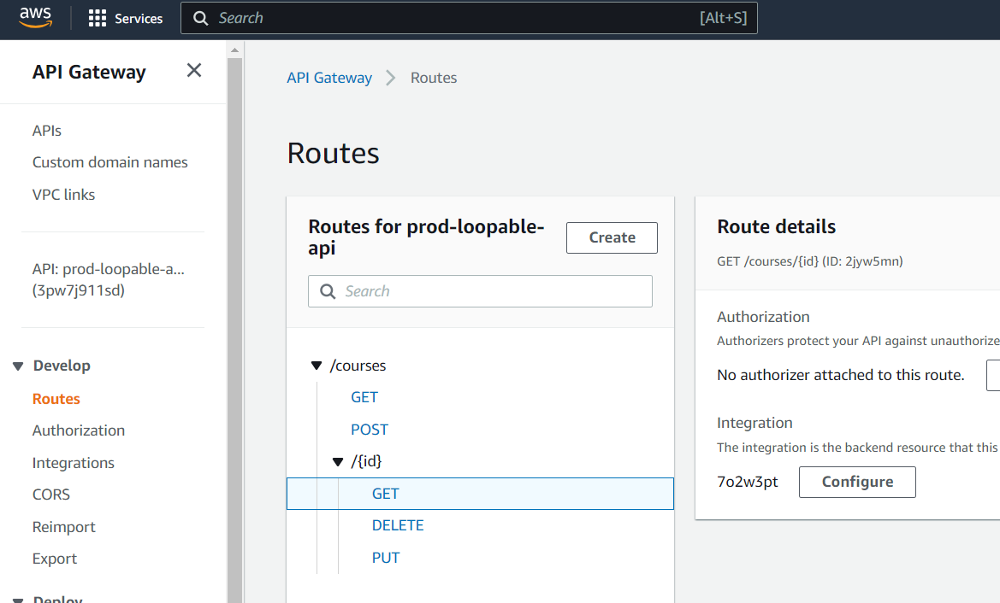 aws
Services
Search
[Alt+S]
API Gateway
APIs
Custom domain names
VPC links
API: prod-loopable-a...
(3pw7j911sd)
Develop
Routes
Authorization
Integrations
CORS
Reimport
Export
Deploy
API Gateway
Routes
Routes
Routes for prod-loopable-
api
Create
Search
/courses
GET
POST
/{id}
GET
DELETE
PUT
Route details
GET /courses/{id} (ID: 2jyw5mn)
Authorization
Authorizers protect your API against unauthorize
No authorizer attached to this route.
Integration
The integration is the backend resource that this
7o2w3pt
Configure